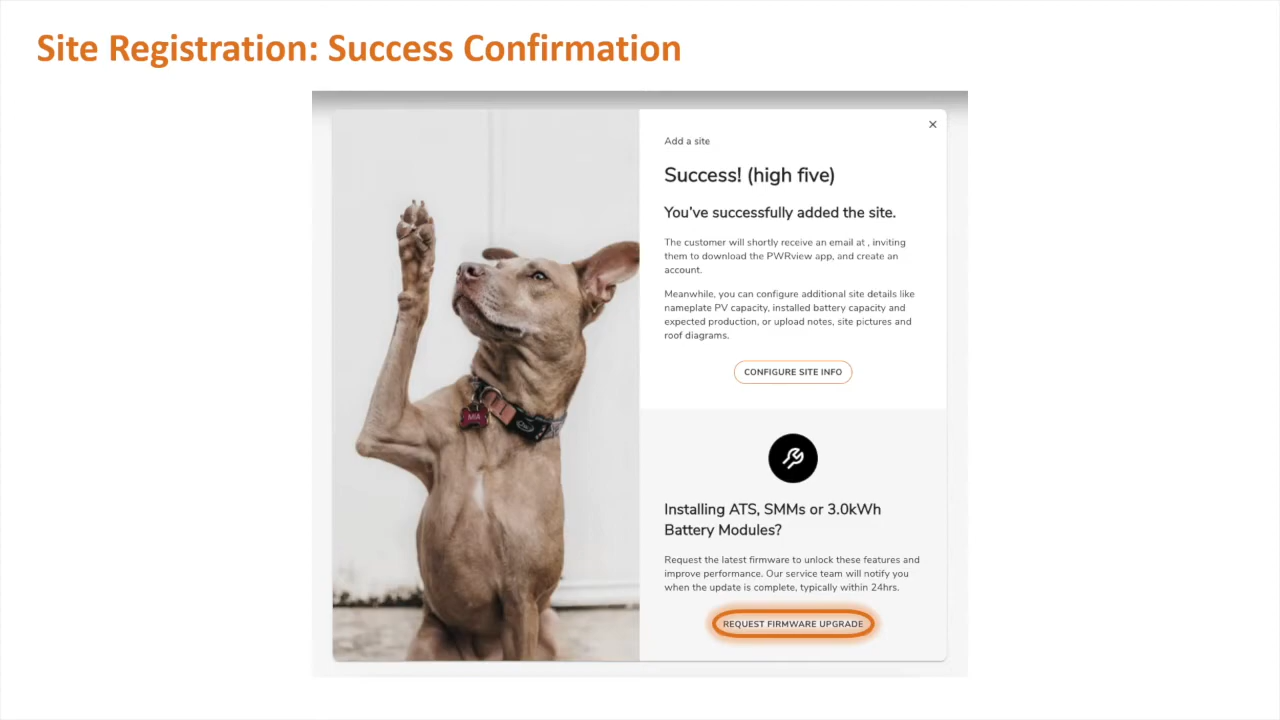 Site Registration: Success Confirmation
Add a site
Success! (high five)
You've successfully added the site.
The customer will shortly receive an email at , inviting
them to download the PWRview app, and create an
account.
Meanwhile, you can configure additional site details like
nameplate PV capacity, installed battery capacity and
expected production, or upload notes, site pictures and
roof diagrams.
CONFIGURE SITE INFO
MIA
Installing ATS, SMMs or 3.0kWh
Battery Modules?
Request the latest firmware to unlock these features and
improve performance. Our service team will notify you
when the update is complete, typically within 24hrs.
REQUEST FIRMWARE UPGRADE